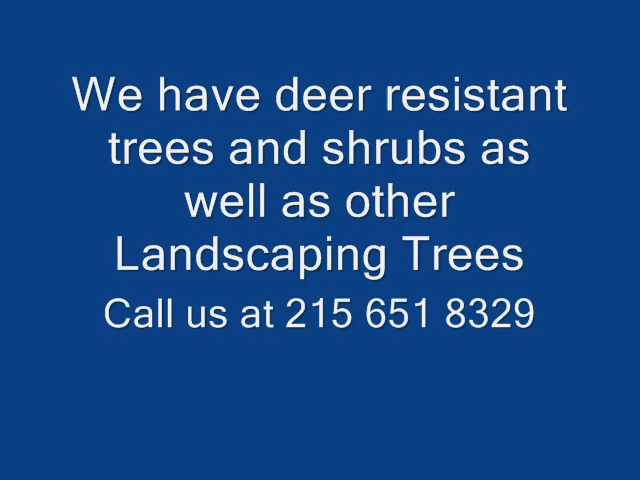 We have deer resistant
trees and shrubs as
well as other
Landscaping Trees
Call us at 215 651 8329